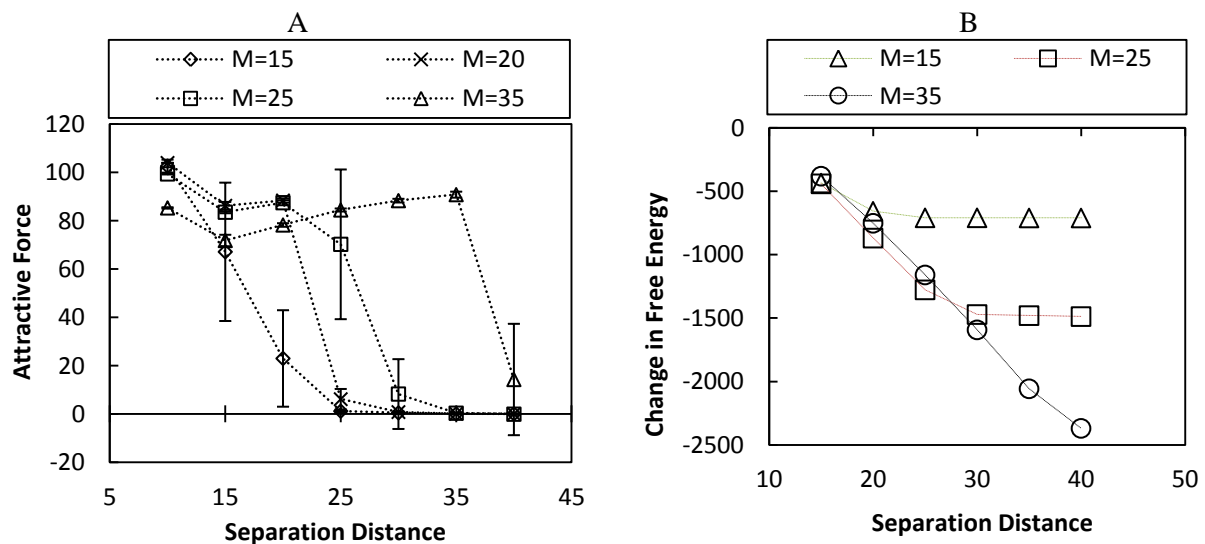 A
M=15
M=20
M=25
M=35
Attractive Force
120
100
80
60
40
20
0
-20
5
15
25
35
45
Separation Distance
B
M=15
M=25
M=35
Change in Free Energy
0
-500
-1000
-1500
-2000
-2500
10
20
30
40
50
Separation Distance